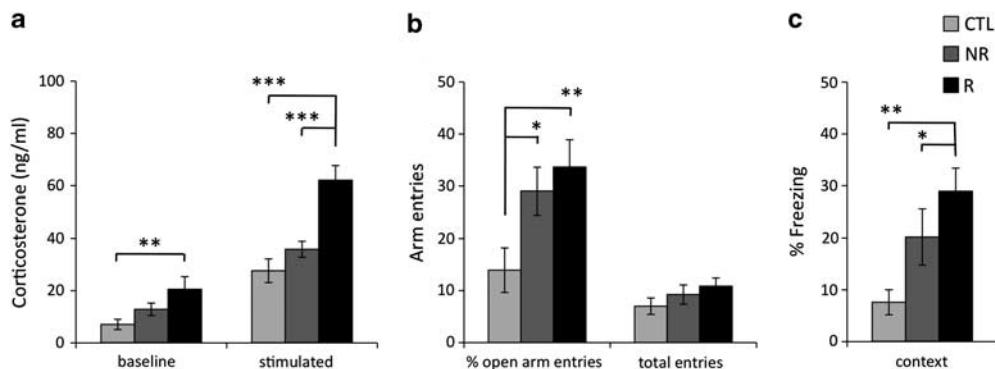 a
Corticosterone (ng/ml)
100
80
60
40
20
0
***
***
**
baseline
stimulated
b
Arm entries
50
40
30
20
10
0
**
*
% open arm entries
total entries
c
CTL
NR
R
% Freezing
50
40
30
20
10
0
**
*
context